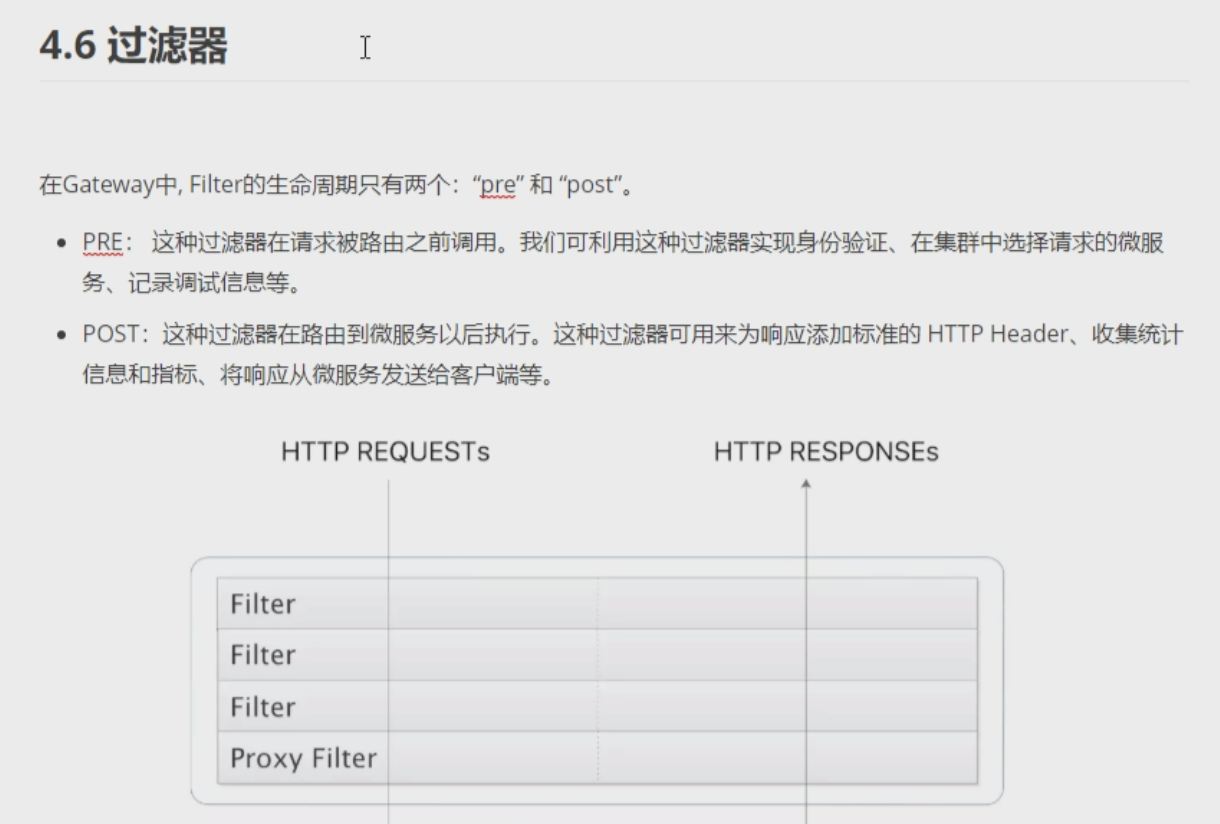 4.6 过滤器
在Gateway中, Filter的生命周期只有两个：“pre” 和 “post”。
PRE： 这种过滤器在请求被路由之前调用。我们可利用这种过滤器实现身份验证、在集群中选择请求的微服
务、记录调试信息等。
POST：这种过滤器在路由到微服务以后执行。这种过滤器可用来为响应添加标准的 HTTP Header、收集统计
信息和指标、将响应从微服务发送给客户端等。
HTTP REQUESTs
HTTP RESPONSEs
Filter
Filter
Filter
Proxy Filter